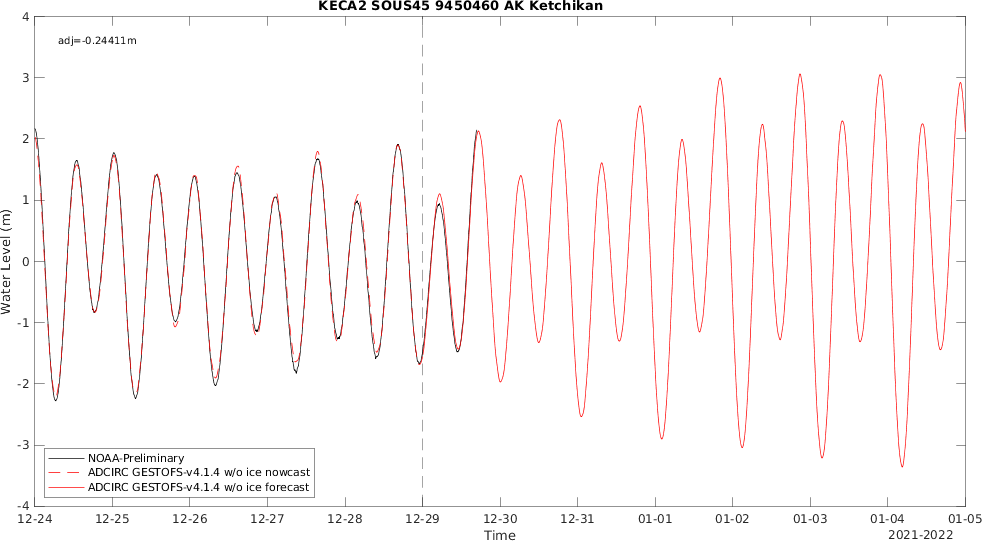 KECA2 SOUS45 9450460 AK Ketchikan
adj=-0.24411m
Water Level (m)
4
3
2
1
0
-1
-2
-3
-4
NOAA-Preliminary
ADCIRC GESTOFS-v4.1.4 w/o ice nowcast
ADCIRC GESTOFS-v4.1.4 w/o ice forecast
12-24 12-25 12-26 12-27 12-28 12-29 12-30 12-31 01-01 01-02 01-03 01-04 01-05
Time
2021-2022